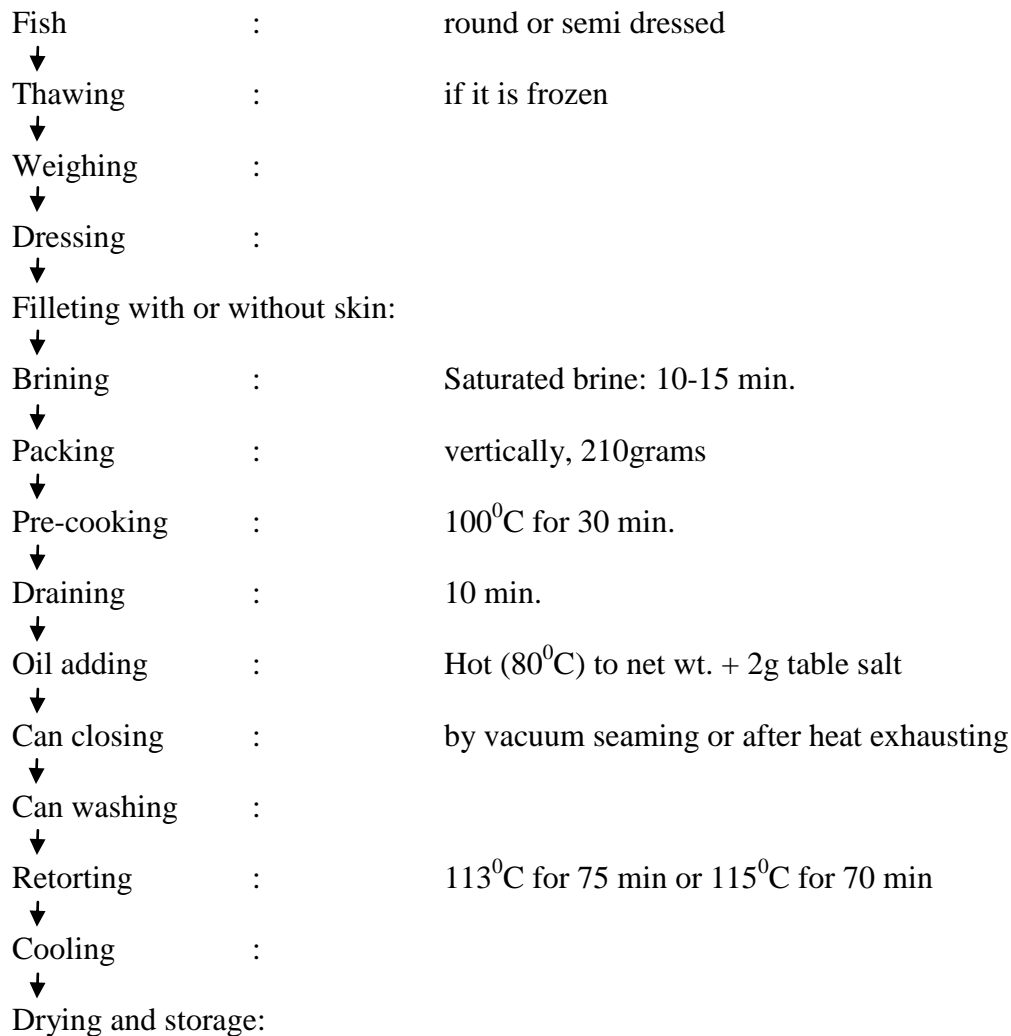 Fish : round or semi dressed
Thawing : if it is frozen
Weighing :
Dressing :
Filleting with or without skin:
Brining : Saturated brine: 10-15 min.
Packing : vertically, 210grams
Pre-cooking : 100⁰C for 30 min.
Draining : 10 min.
Oil adding : Hot (80⁰C) to net wt. + 2g table salt
Can closing : by vacuum seaming or after heat exhausting
Can washing :
Retorting : 113⁰C for 75 min or 115⁰C for 70 min
Cooling :
Drying and storage: